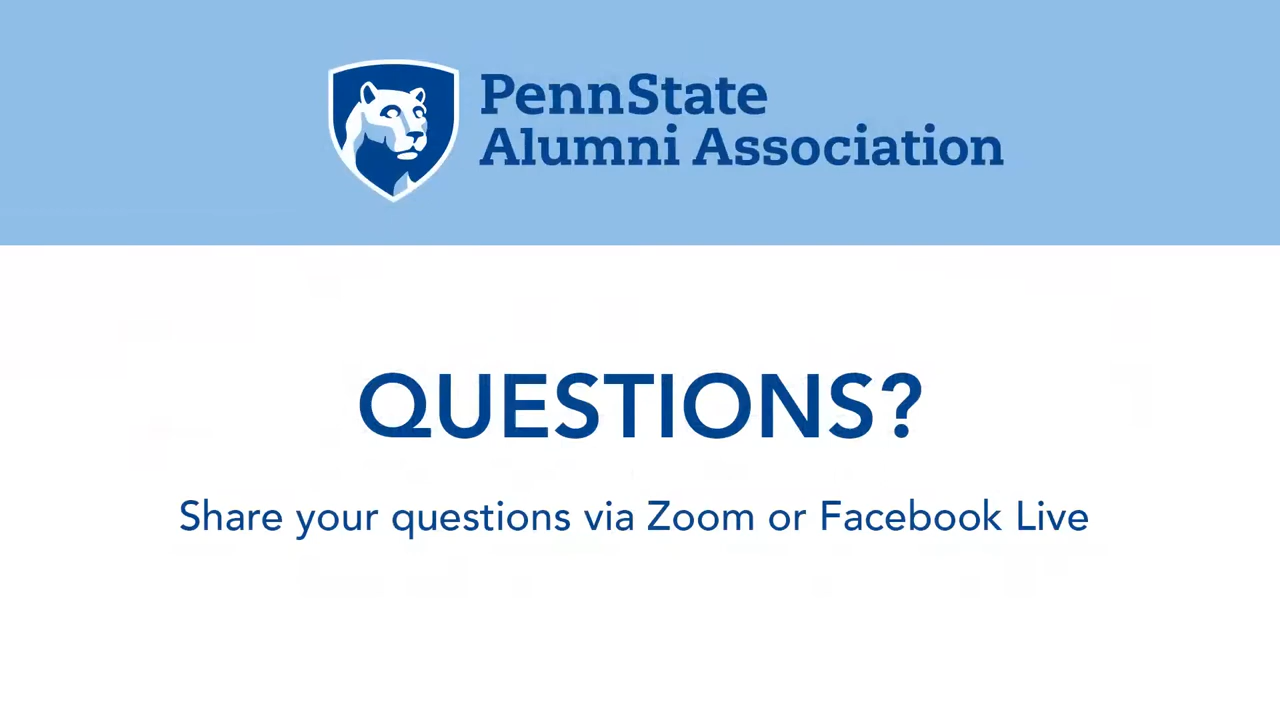 PennState
Alumni Association
QUESTIONS?
Share your questions via Zoom or Facebook Live